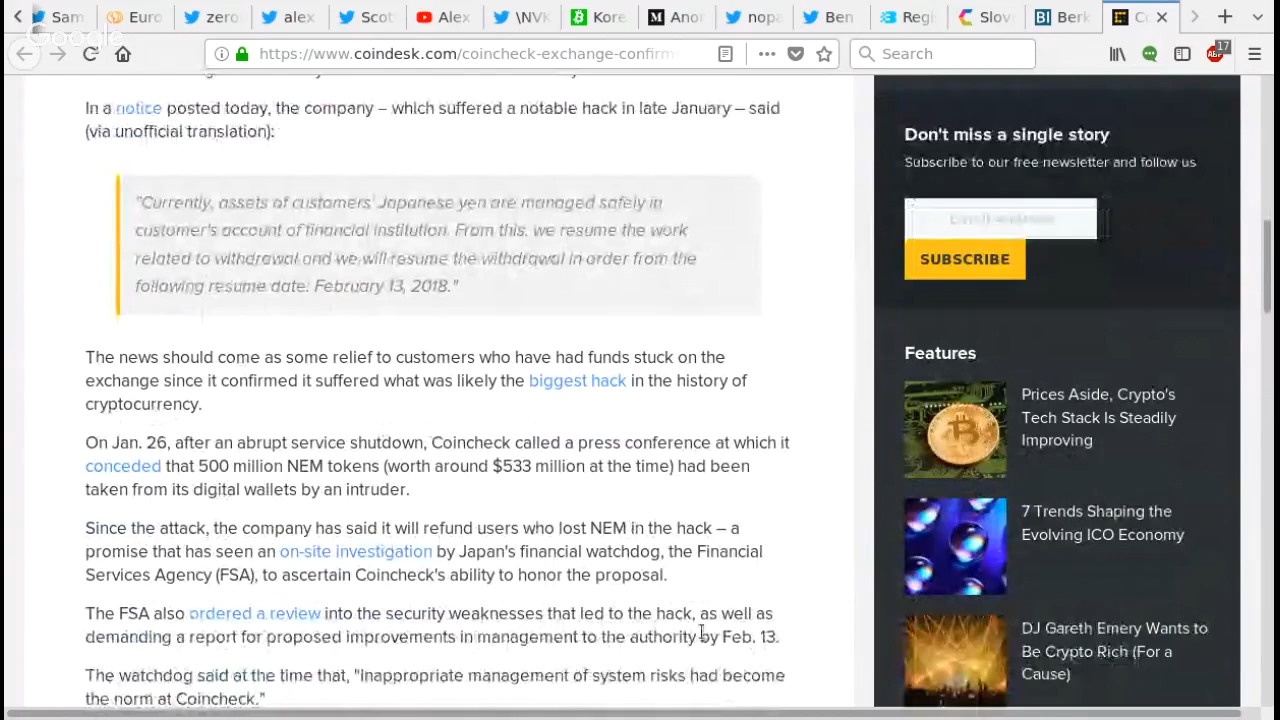 Sam
Euro
zero
alex
Scot
Alex
\NVK
Kore
Anor
nopa
Ben
Regi
Slov
BI
Berk
Co
Google
https://www.coindesk.com/coincheck-exchange-confirm
Search
17
ABP
In a notice posted today, the company – which suffered a notable hack in late January – said
(via unofficial translation):
"Currently, assets of customers' Japanese yen are managed safely in
customer's account of financial institution. From this, we resume the work
related to withdrawal and we will resume the withdrawal in order from the
following resume date. February 13, 2018."
The news should come as some relief to customers who have had funds stuck on the
exchange since it confirmed it suffered what was likely the biggest hack in the history of
cryptocurrency.
On Jan. 26, after an abrupt service shutdown, Coincheck called a press conference at which it
conceded that 500 million NEM tokens (worth around $533 million at the time) had been
taken from its digital wallets by an intruder.
Since the attack, the company has said it will refund users who lost NEM in the hack – a
promise that has seen an on-site investigation by Japan's financial watchdog, the Financial
Services Agency (FSA), to ascertain Coincheck's ability to honor the proposal.
The FSA also ordered a review into the security weaknesses that led to the hack, as well as
demanding a report for proposed improvements in management to the authority by Feb. 13.
The watchdog said at the time that, "Inappropriate management of system risks had become
the norm at Coincheck."
Don't miss a single story
Subscribe to our free newsletter and follow us
Email address
SUBSCRIBE
Features
Prices Aside, Crypto's
Tech Stack Is Steadily
Improving
7 Trends Shaping the
Evolving ICO Economy
DJ Gareth Emery Wants to
Be Crypto Rich (For a
Cause)